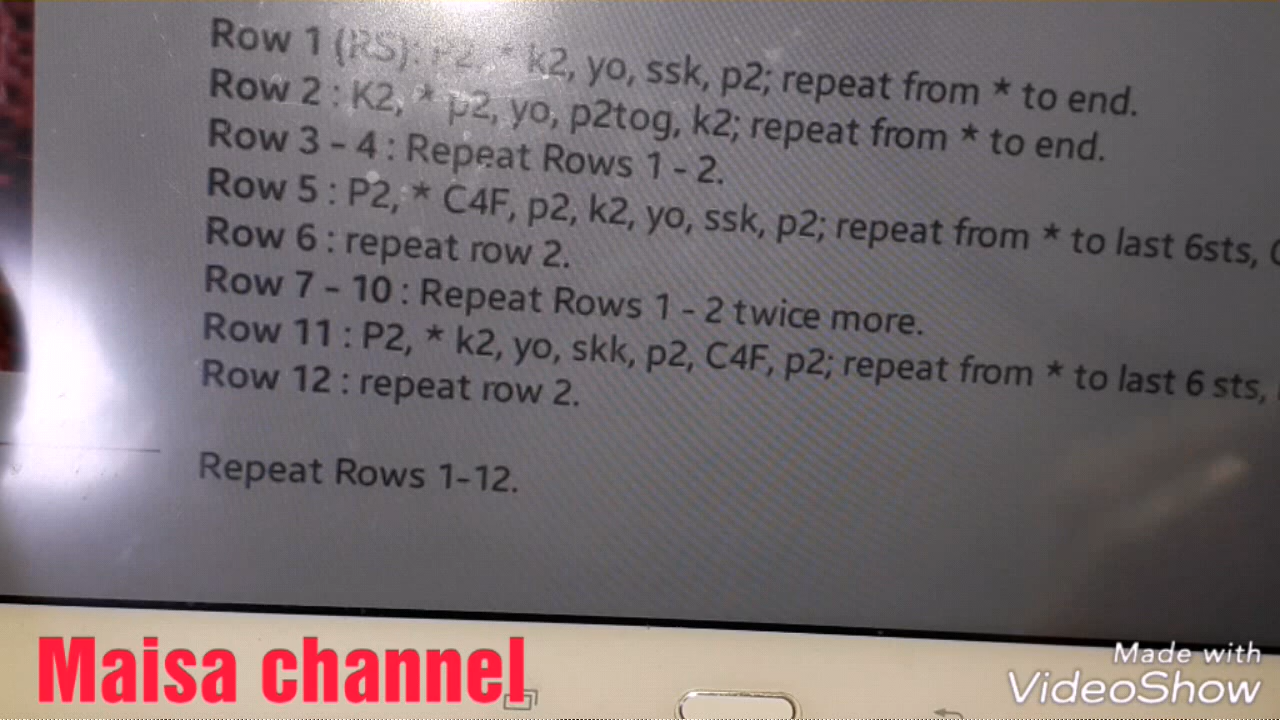 Row 1 (RS): P2, * k2, yo, ssk, p2; repeat from * to end.
Row 2 : K2, * p2, yo, p2tog, k2; repeat from * to end.
Row 3 - 4 : Repeat Rows 1 - 2.
Row 5 : P2, * C4F, p2, k2, yo, ssk, p2; repeat from * to last 6sts,
Row 6 : repeat row 2.
Row 7 - 10 : Repeat Rows 1 - 2 twice more.
Row 11 : P2, * k2, yo, skk, p2, C4F, p2; repeat from * to last 6 sts,
Row 12 : repeat row 2.
Repeat Rows 1-12.
Maisa channel
Made with
VideoShow